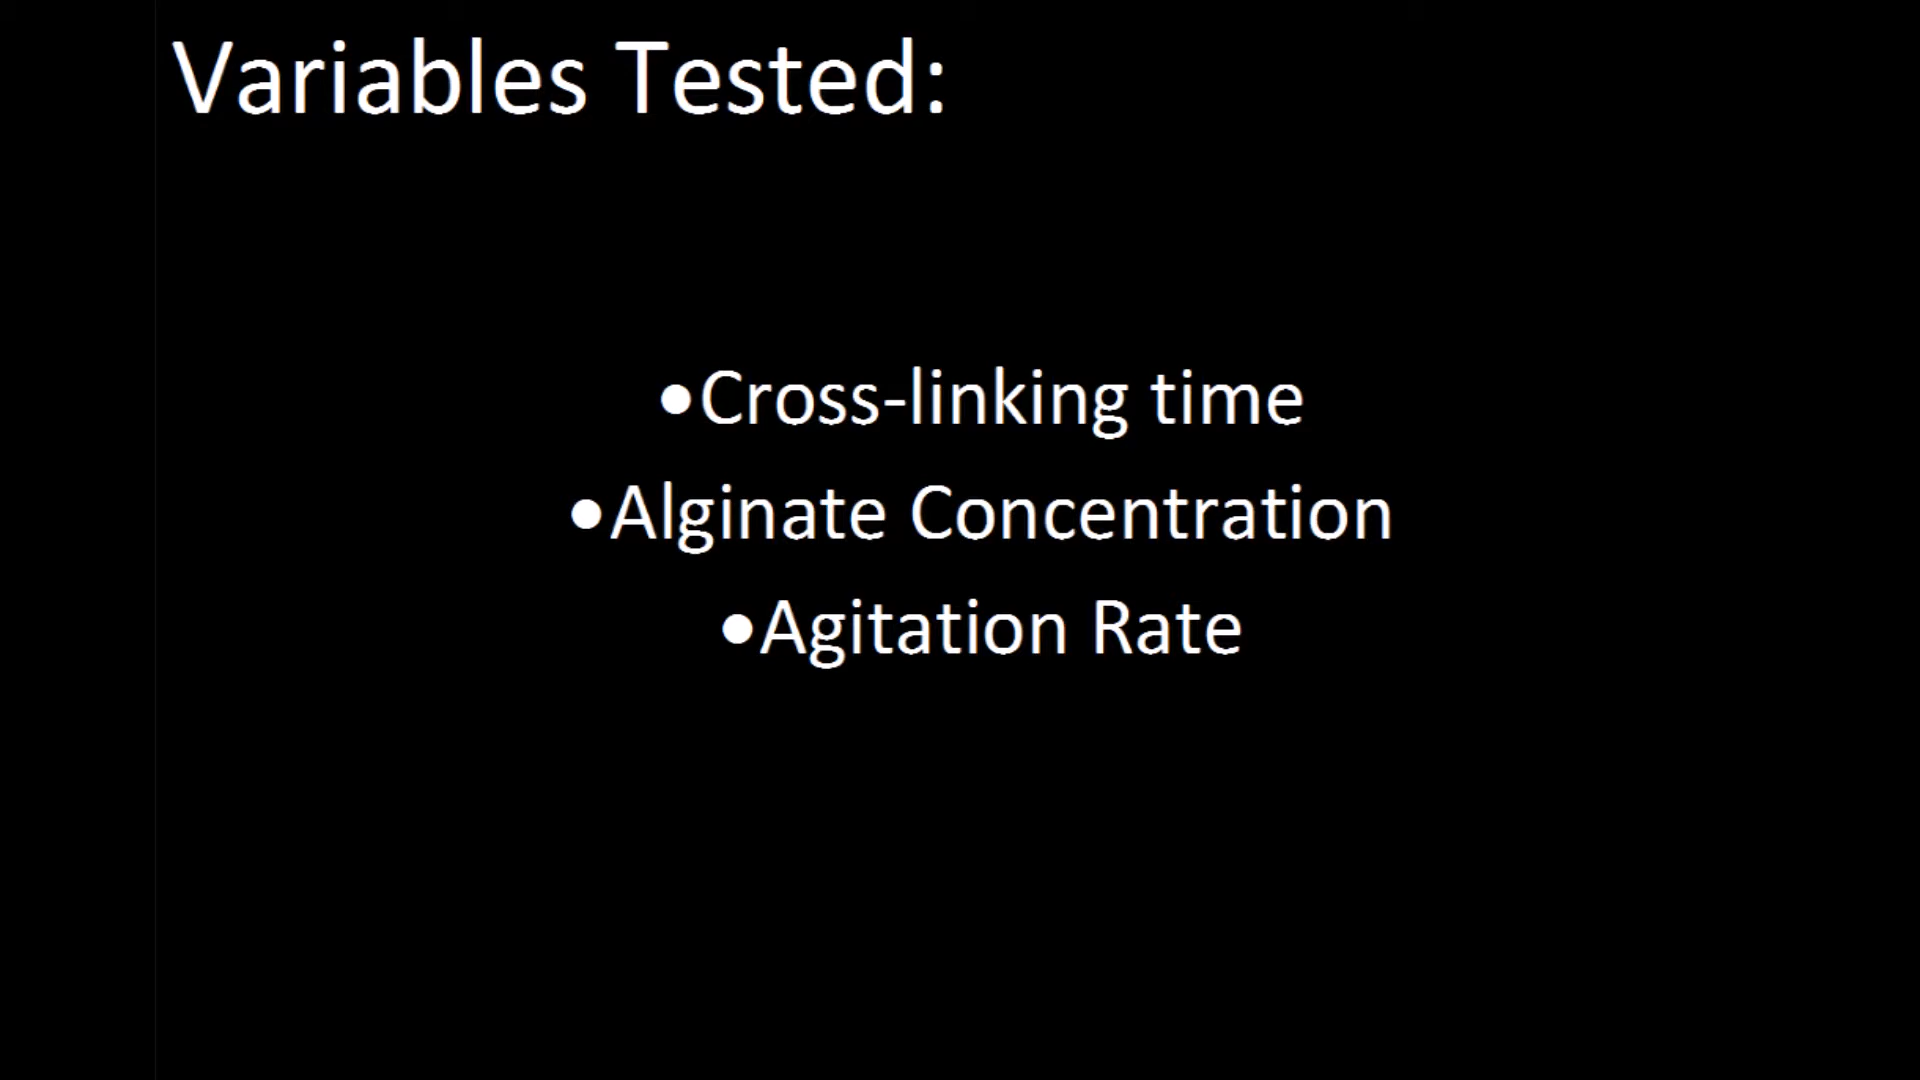 Variables Tested:
•Cross-linking time
•Alginate Concentration
•Agitation Rate